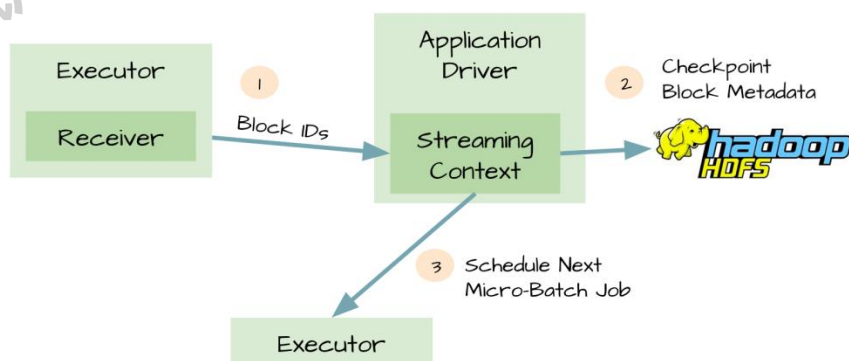 Executor
Receiver
1
Block IDs
Application
Driver
Streaming
Context
2
Checkpoint
Block Metadata
hadoop
HDFS
3
Schedule Next
Micro-Batch Job
Executor